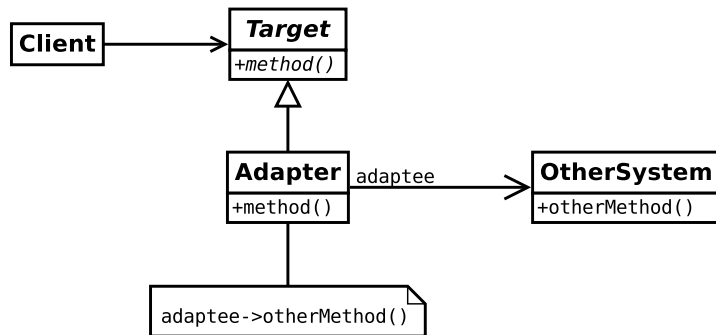 Client
Target
+method()
Adapter
+method()
adaptee
OtherSystem
+otherMethod()
adaptee->otherMethod()